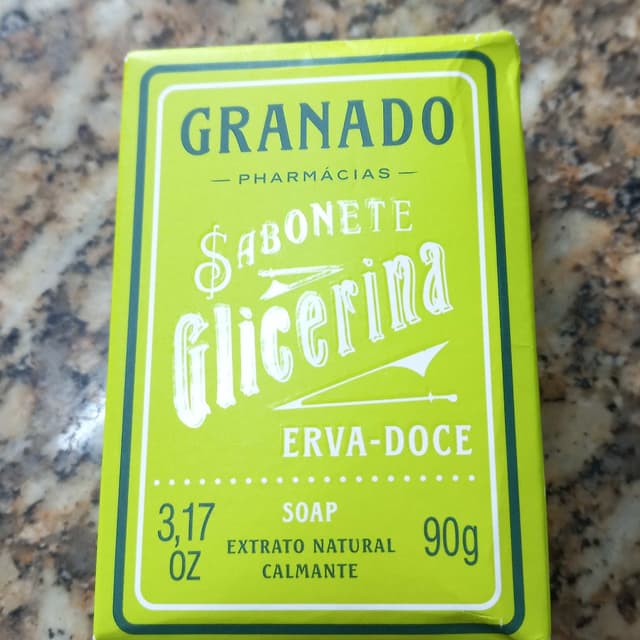 GRANADO
— PHARMÁCIAS —
SABONETE
Glicerina
ERVA-DOCE
3,17 OZ
SOAP
EXTRATO NATURAL
CALMANTE
90g